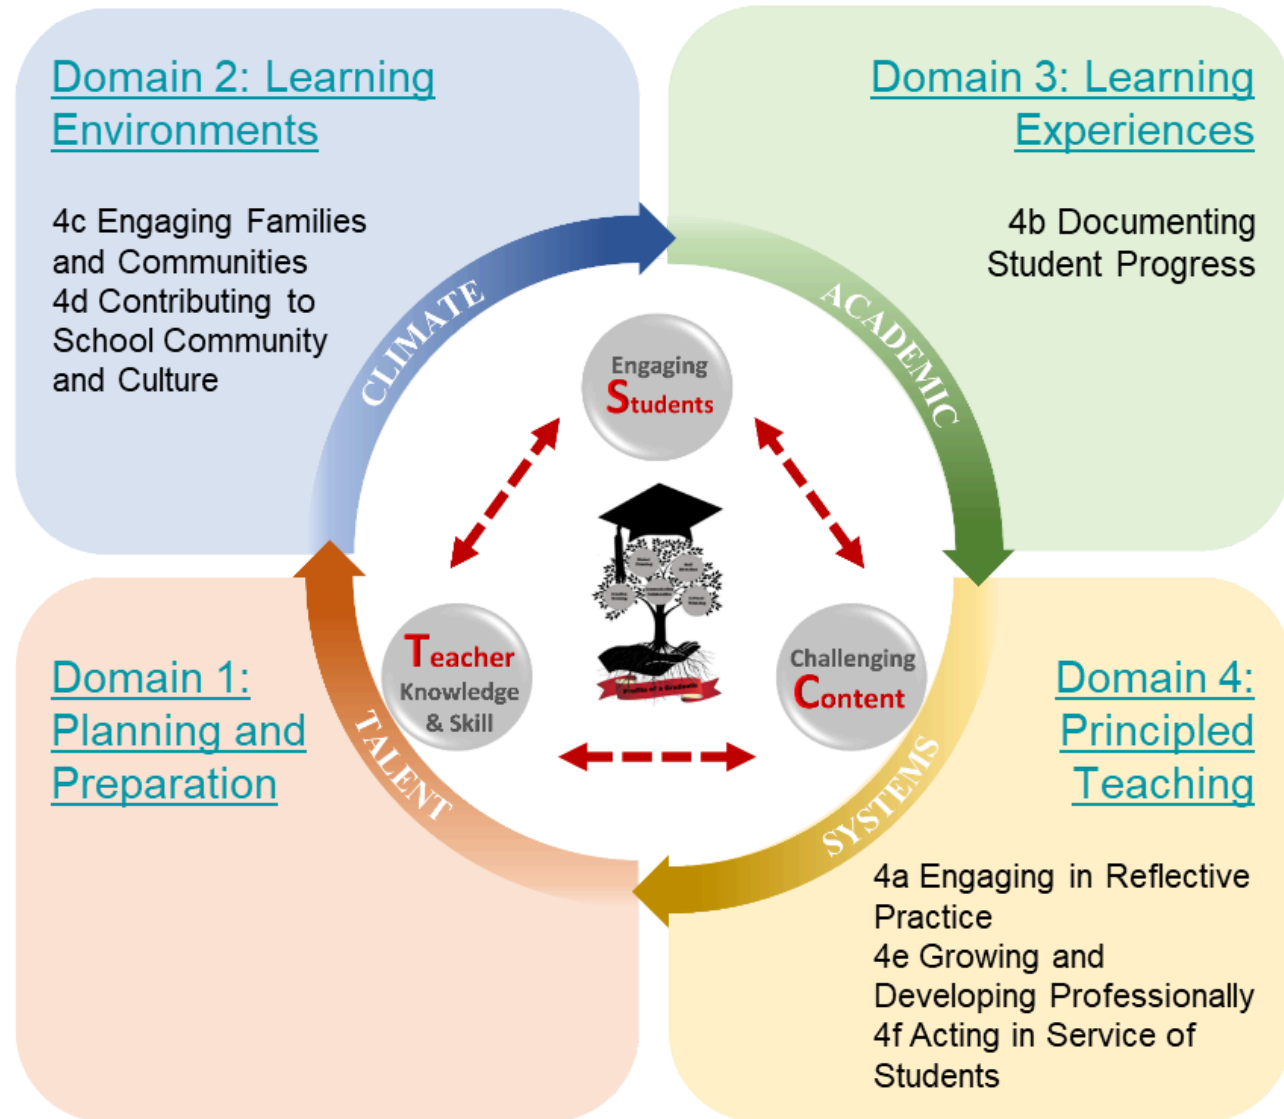 Domain 2: Learning
Environments
4c Engaging Families
and Communities
4d Contributing to
School Community
and Culture
Domain 3: Learning
Experiences
4b Documenting
Student Progress
CLIMATE
ACADEMIC
Engaging
Students
Teacher
Knowledge
& Skill
Challenging
Content
Profile of a Graduate
TALENT
SYSTEMS
Domain 1:
Planning and
Preparation
Domain 4:
Principled
Teaching
4a Engaging in Reflective
Practice
4e Growing and
Developing Professionally
4f Acting in Service of
Students